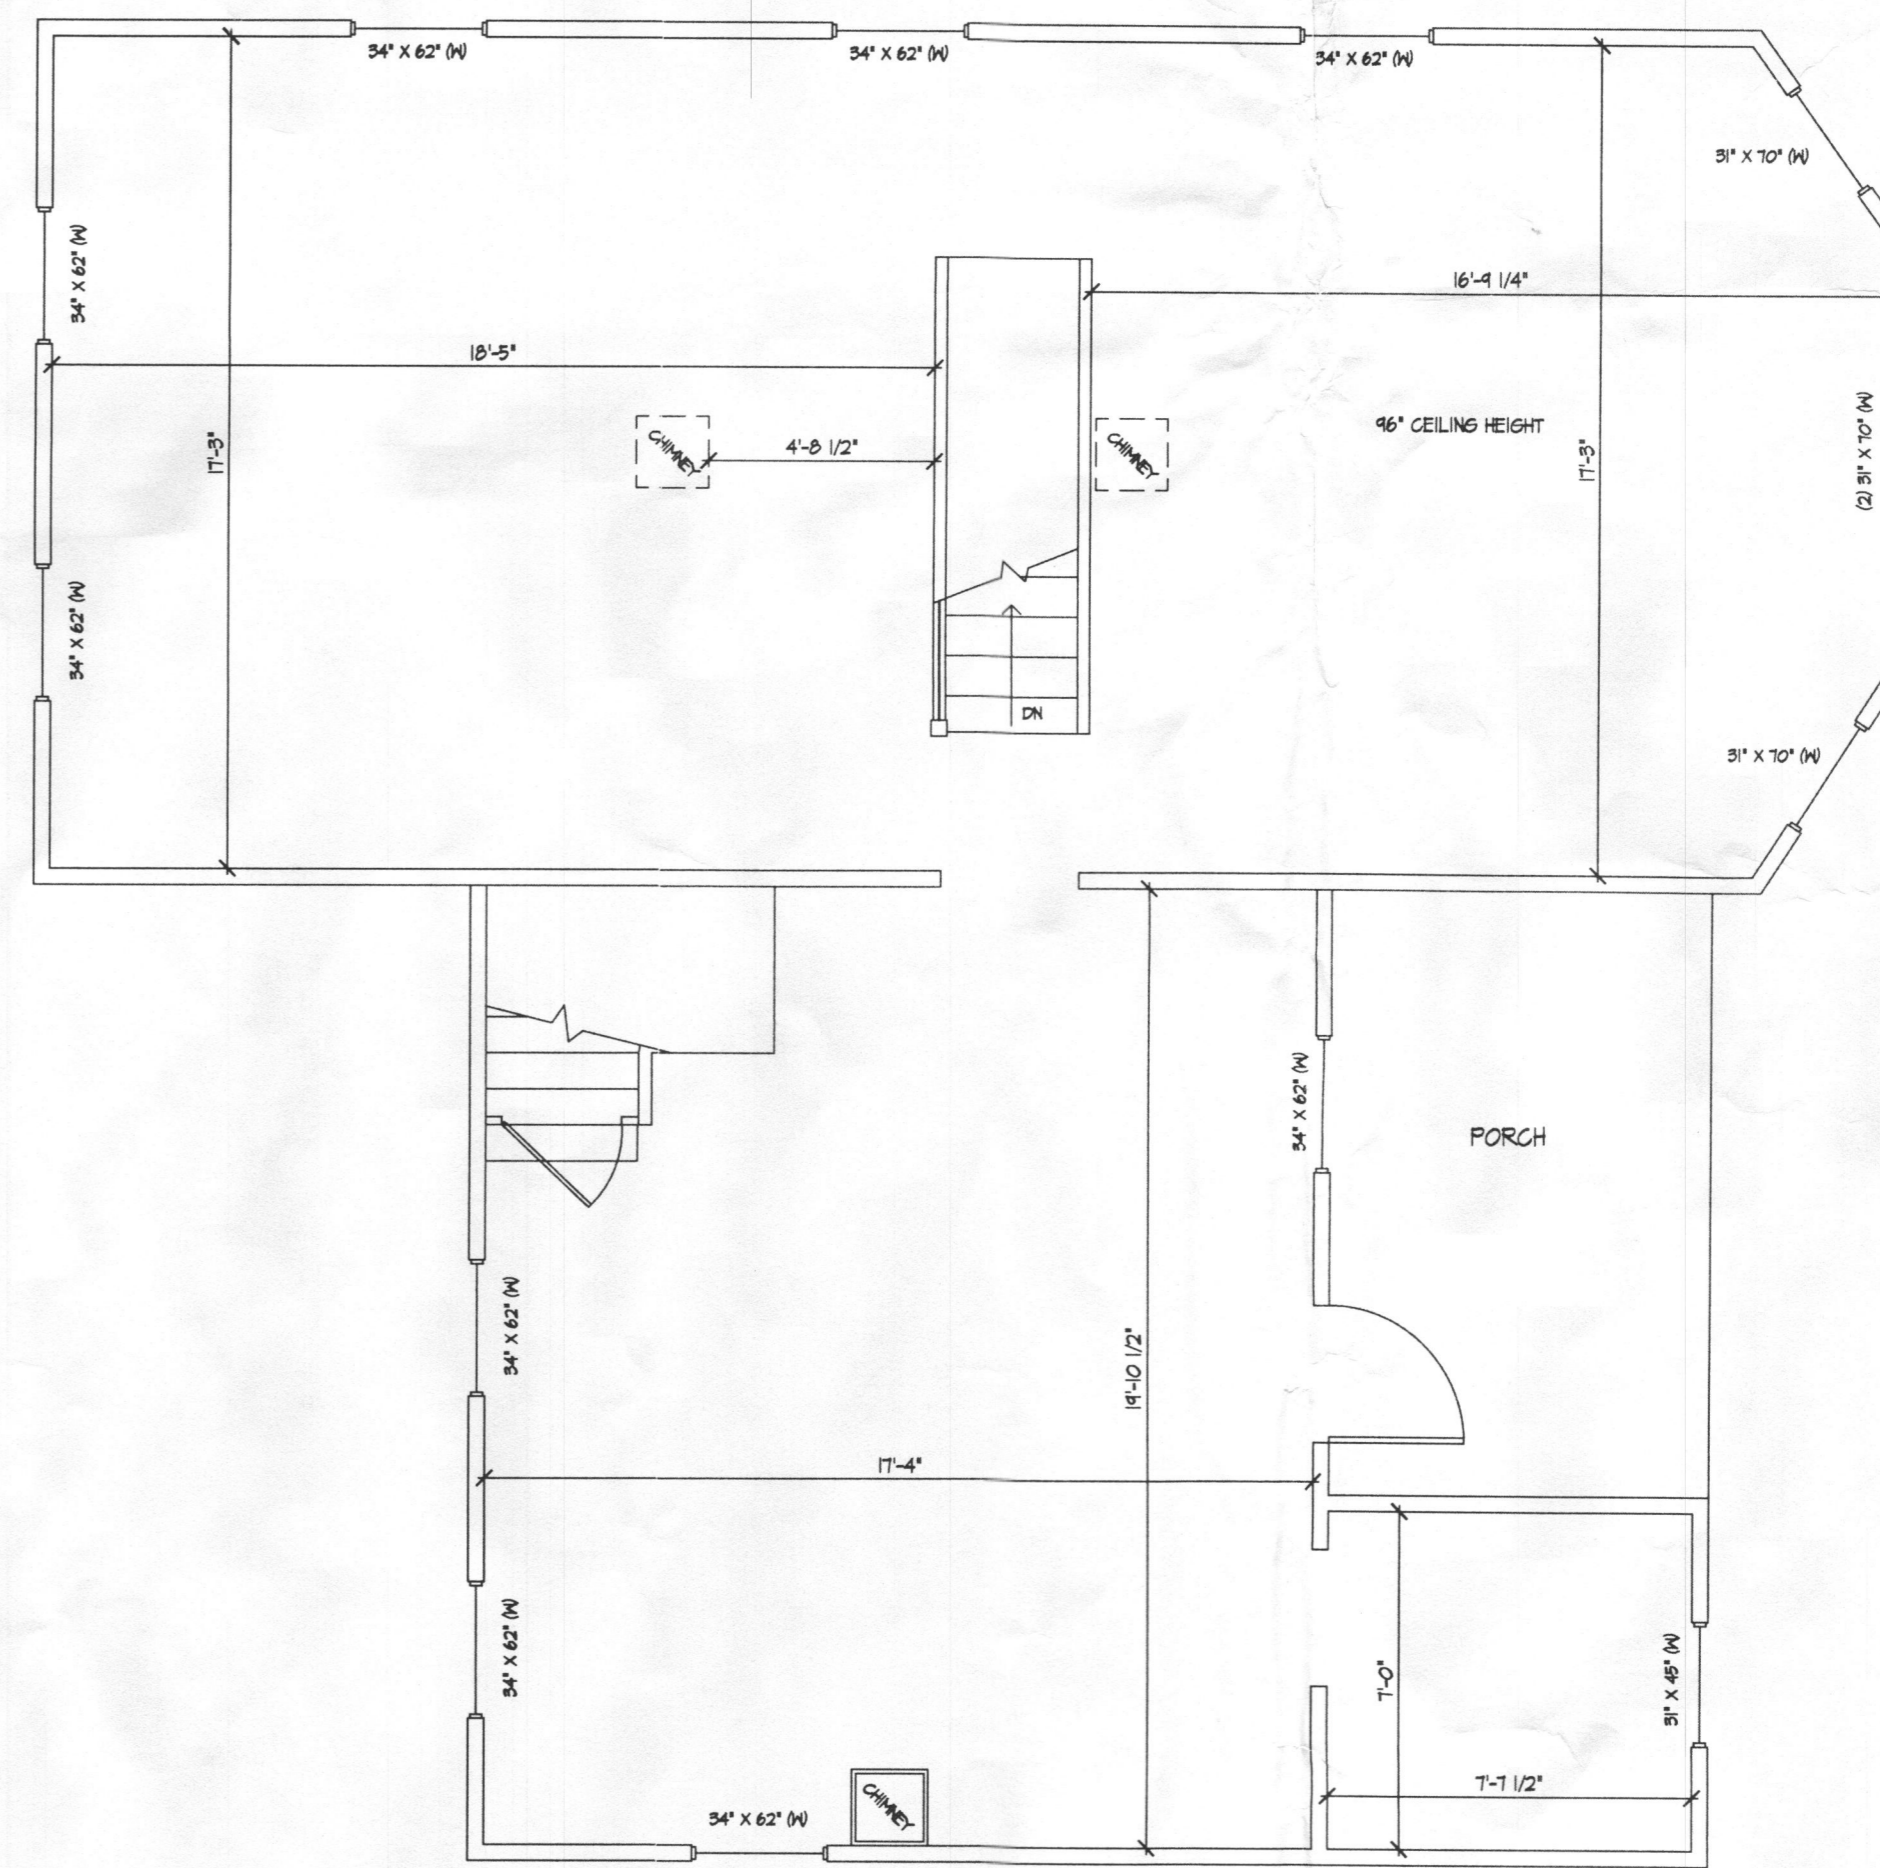 34" X 62" (W)
34" X 62" (W)
34" X 62" (W)
31" X 70" (W)
34" X 62" (W)
16'-9 1/4"
18'-5"
17'-3"
CHIMNEY
4'-8 1/2"
CHIMNEY
96" CEILING HEIGHT
17'-3"
(2) 31" X 70" (W)
34" X 62" (W)
DN
31" X 70" (W)
34" X 62" (W)
PORCH
34" X 62" (W)
19'-10 1/2"
17'-4"
34" X 62" (W)
7'-0"
31" X 45" (W)
7'-7 1/2"
34" X 62" (W)
CHIMNEY